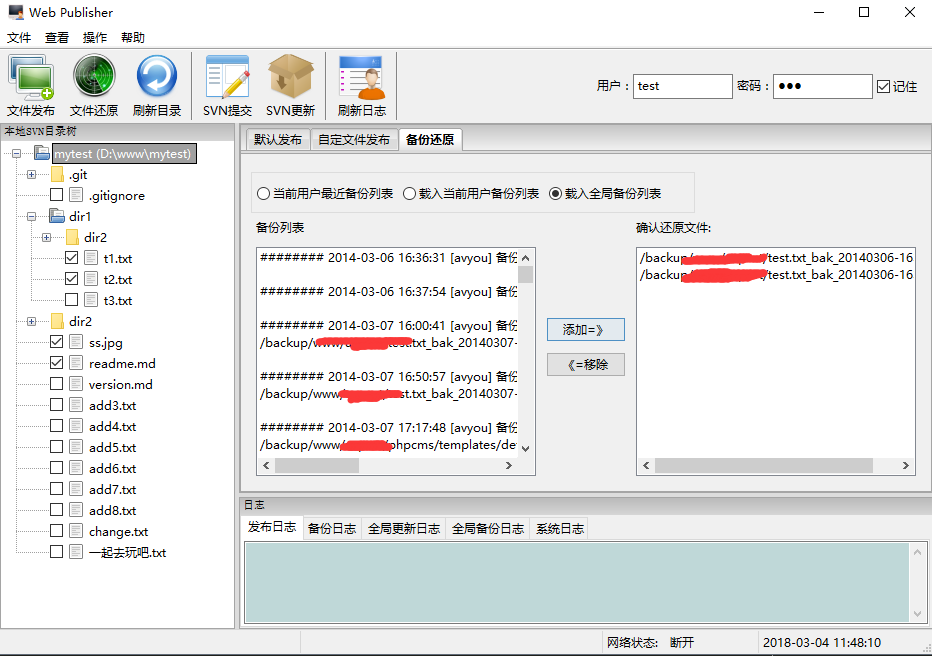 Web Publisher
文件 查看 操作 帮助
文件发布 文件还原 刷新目录 SVN提交 SVN更新 刷新日志
用户： test 密码： ●●● 记住
本地SVN目录树
mytest (D:\www\mytest)
.git
.gitignore
dir1
dir2
t1.txt
t2.txt
t3.txt
dir2
ss.jpg
readme.md
version.md
add3.txt
add4.txt
add5.txt
add6.txt
add7.txt
add8.txt
change.txt
一起去玩吧.txt
默认发布 自定义文件发布 备份还原
当前用户最近备份列表 载入当前用户备份列表 载入全局备份列表
备份列表
######## 2014-03-06 16:36:31 [avyou] 备份
######## 2014-03-06 16:37:54 [avyou] 备份
######## 2014-03-07 16:00:41 [avyou] 备份
/backup/ .txt_bak_20140307-
######## 2014-03-07 16:50:57 [avyou] 备份
/backup/www/ st.txt_bak_20140307-
######## 2014-03-07 17:17:48 [avyou] 备份
/backup/www/ phpcms/templates/de
添加=》
《=移除
确认还原文件:
/backup /test.txt_bak_20140306-16
/backup /test.txt_bak_20140306-16
日志
发布日志 备份日志 全局更新日志 全局备份日志 系统日志
网络状态: 断开 2018-03-04 11:48:10